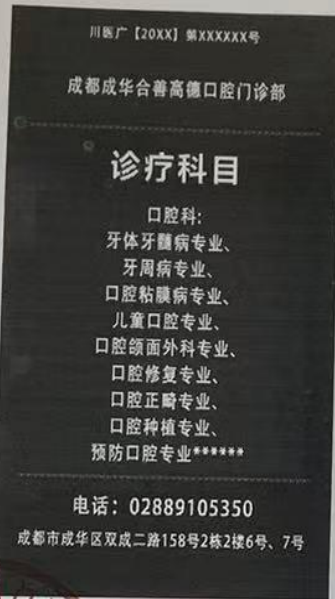 川医广【20XX】第XXXXXX号
成都成华合善高德口腔门诊部
诊疗科目
口腔科:
牙体牙髓病专业、
牙周病专业、
口腔粘膜病专业、
儿童口腔专业、
口腔颌面外科专业、
口腔修复专业、
口腔正畸专业、
口腔种植专业、
预防口腔专业******
电话：02889105350
成都市成华区双成二路158号2栋2楼6号、7号